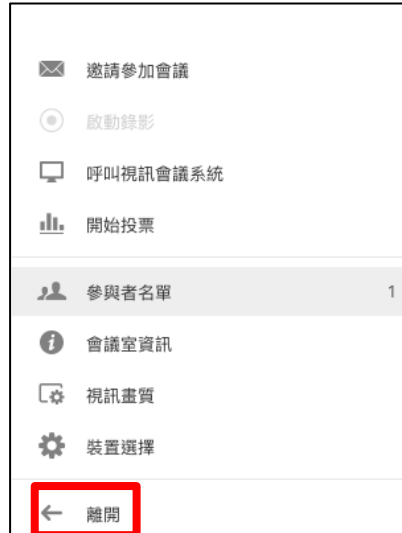 邀請參加會議
啟動錄影
呼叫視訊會議系統
開始投票
參與者名單 1
會議室資訊
視訊畫質
裝置選擇
離開